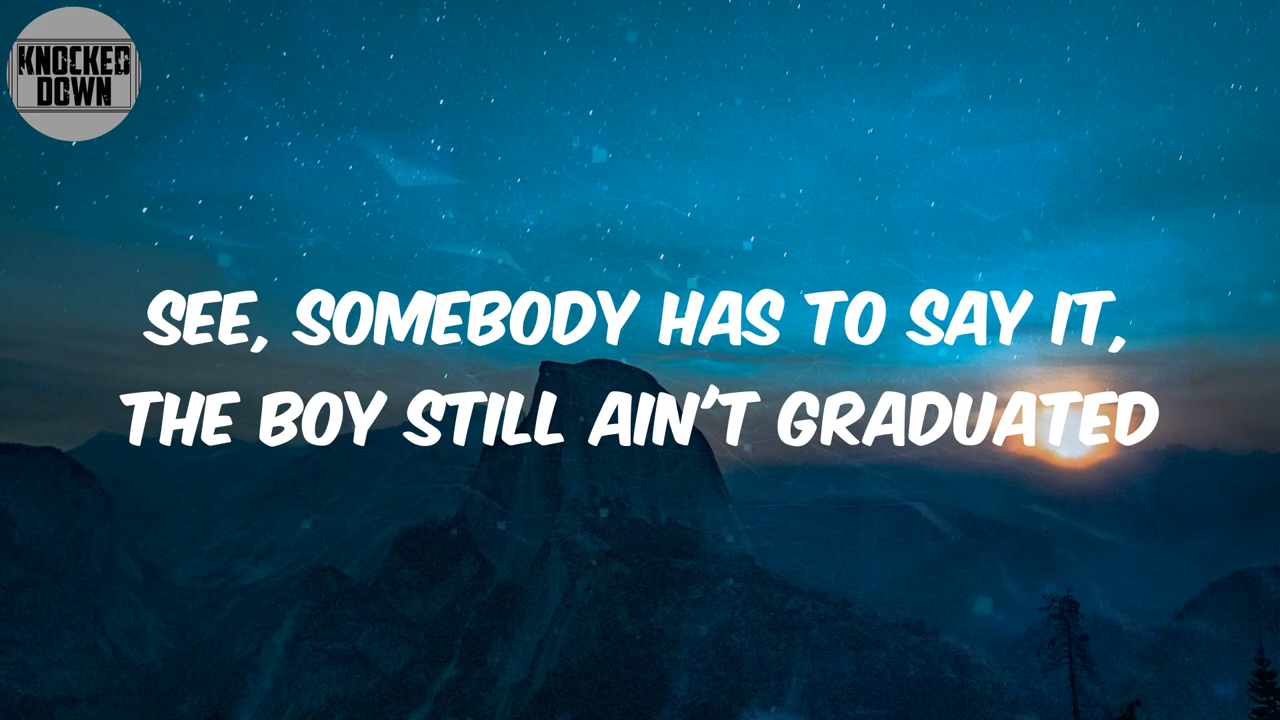 KNOCKED
DOWN
SEE, SOMEBODY HAS TO SAY IT,
THE BOY STILL AIN'T GRADUATED